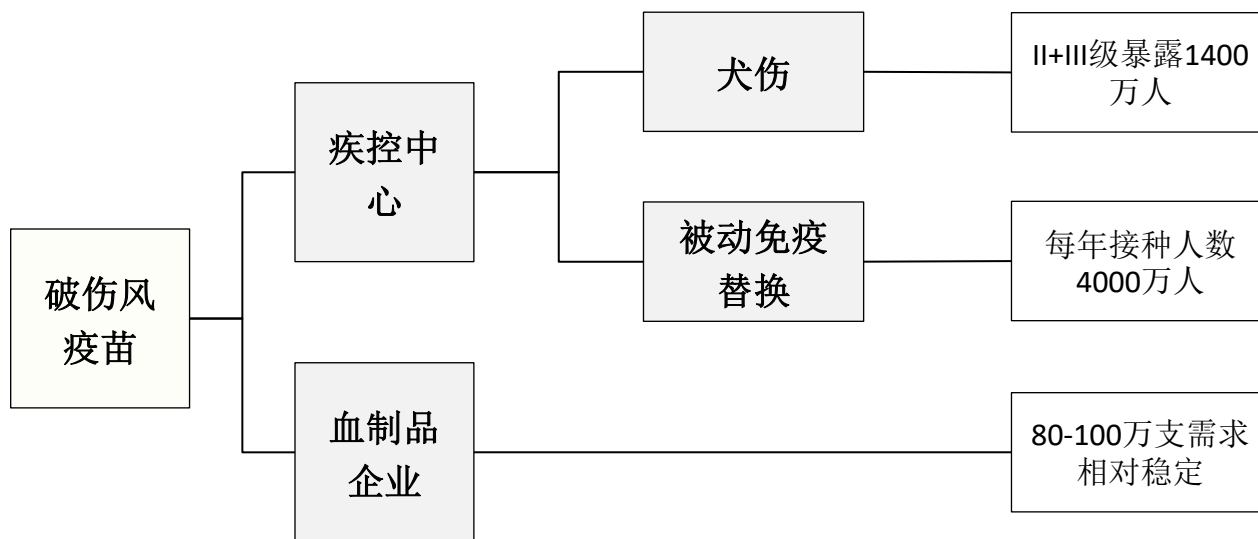 破伤风
疫苗
疾控中
心
血制品
企业
犬伤
被动免疫
替换
II+III级暴露1400
万人
每年接种人数
4000万人
80-100万支需求
相对稳定